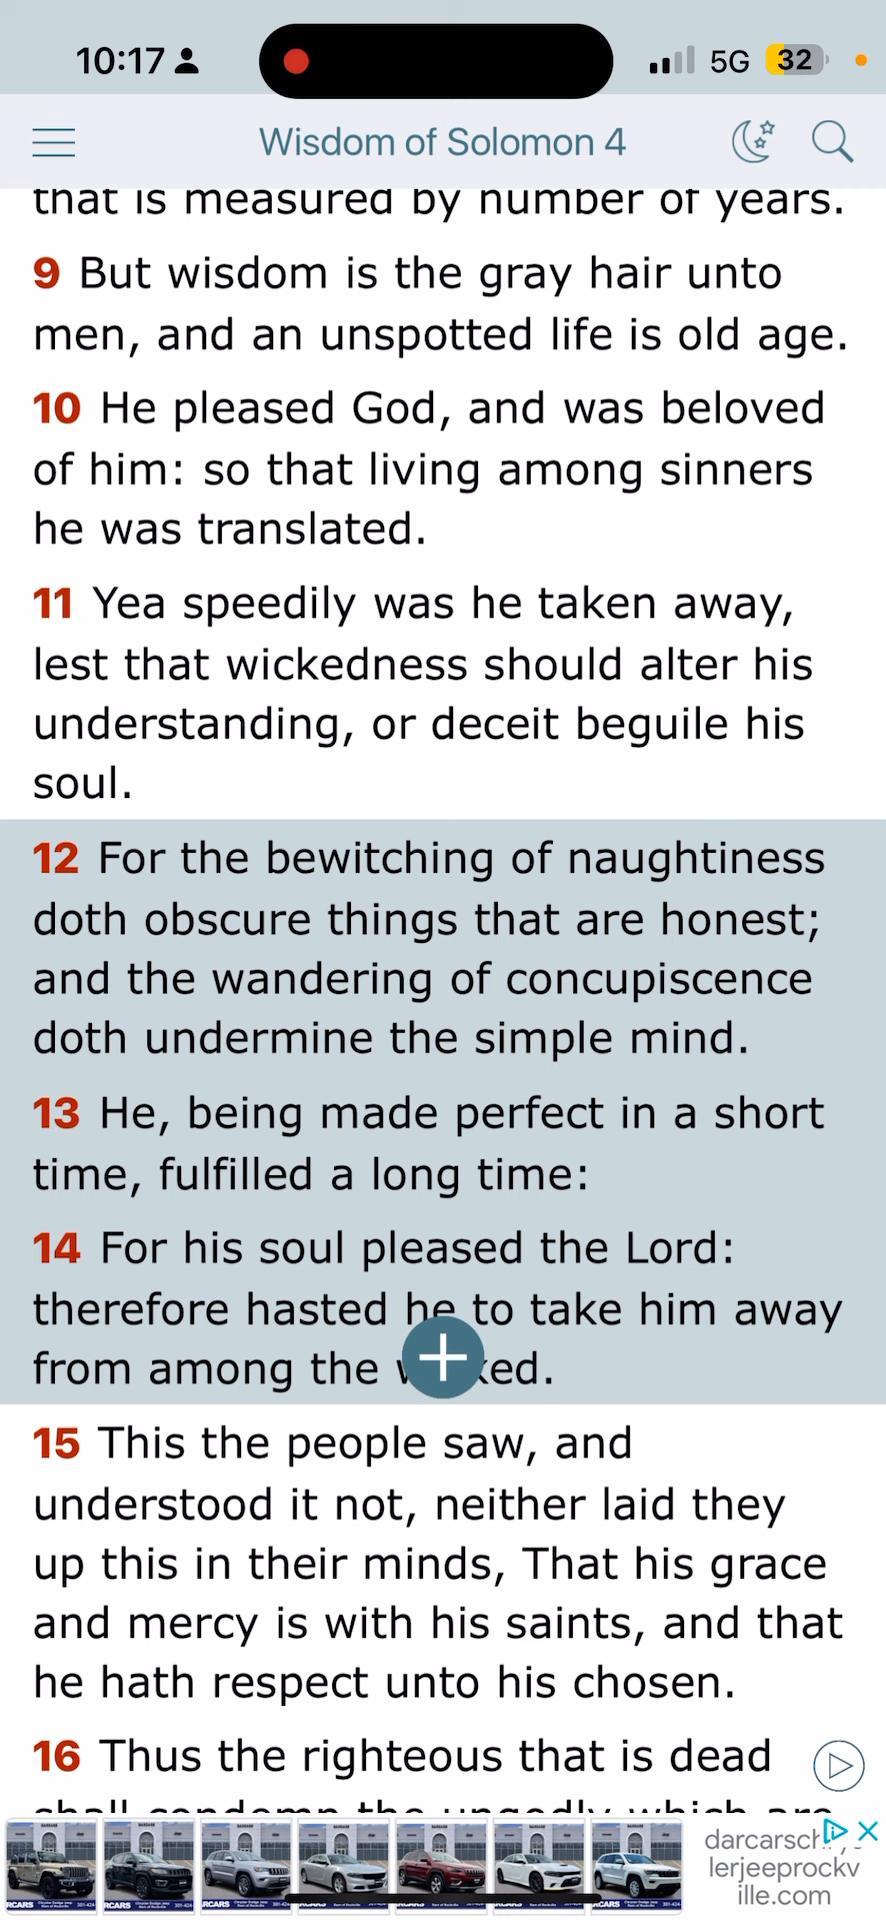 10:17
5G 32
Wisdom of Solomon 4
that is measured by number of years.
9 But wisdom is the gray hair unto
men, and an unspotted life is old age.
10 He pleased God, and was beloved
of him: so that living among sinners
he was translated.
11 Yea speedily was he taken away,
lest that wickedness should alter his
understanding, or deceit beguile his
soul.
12 For the bewitching of naughtiness
doth obscure things that are honest;
and the wandering of concupiscence
doth undermine the simple mind.
13 He, being made perfect in a short
time, fulfilled a long time:
14 For his soul pleased the Lord:
therefore hasted he to take him away
from among the
15 This the people saw, and
understood it not, neither laid they
up this in their minds, That his grace
and mercy is with his saints, and that
he hath respect unto his chosen.
16 Thus the righteous that is dead
shall condemn the ungodly which are
lerjeeprockv
ille.com